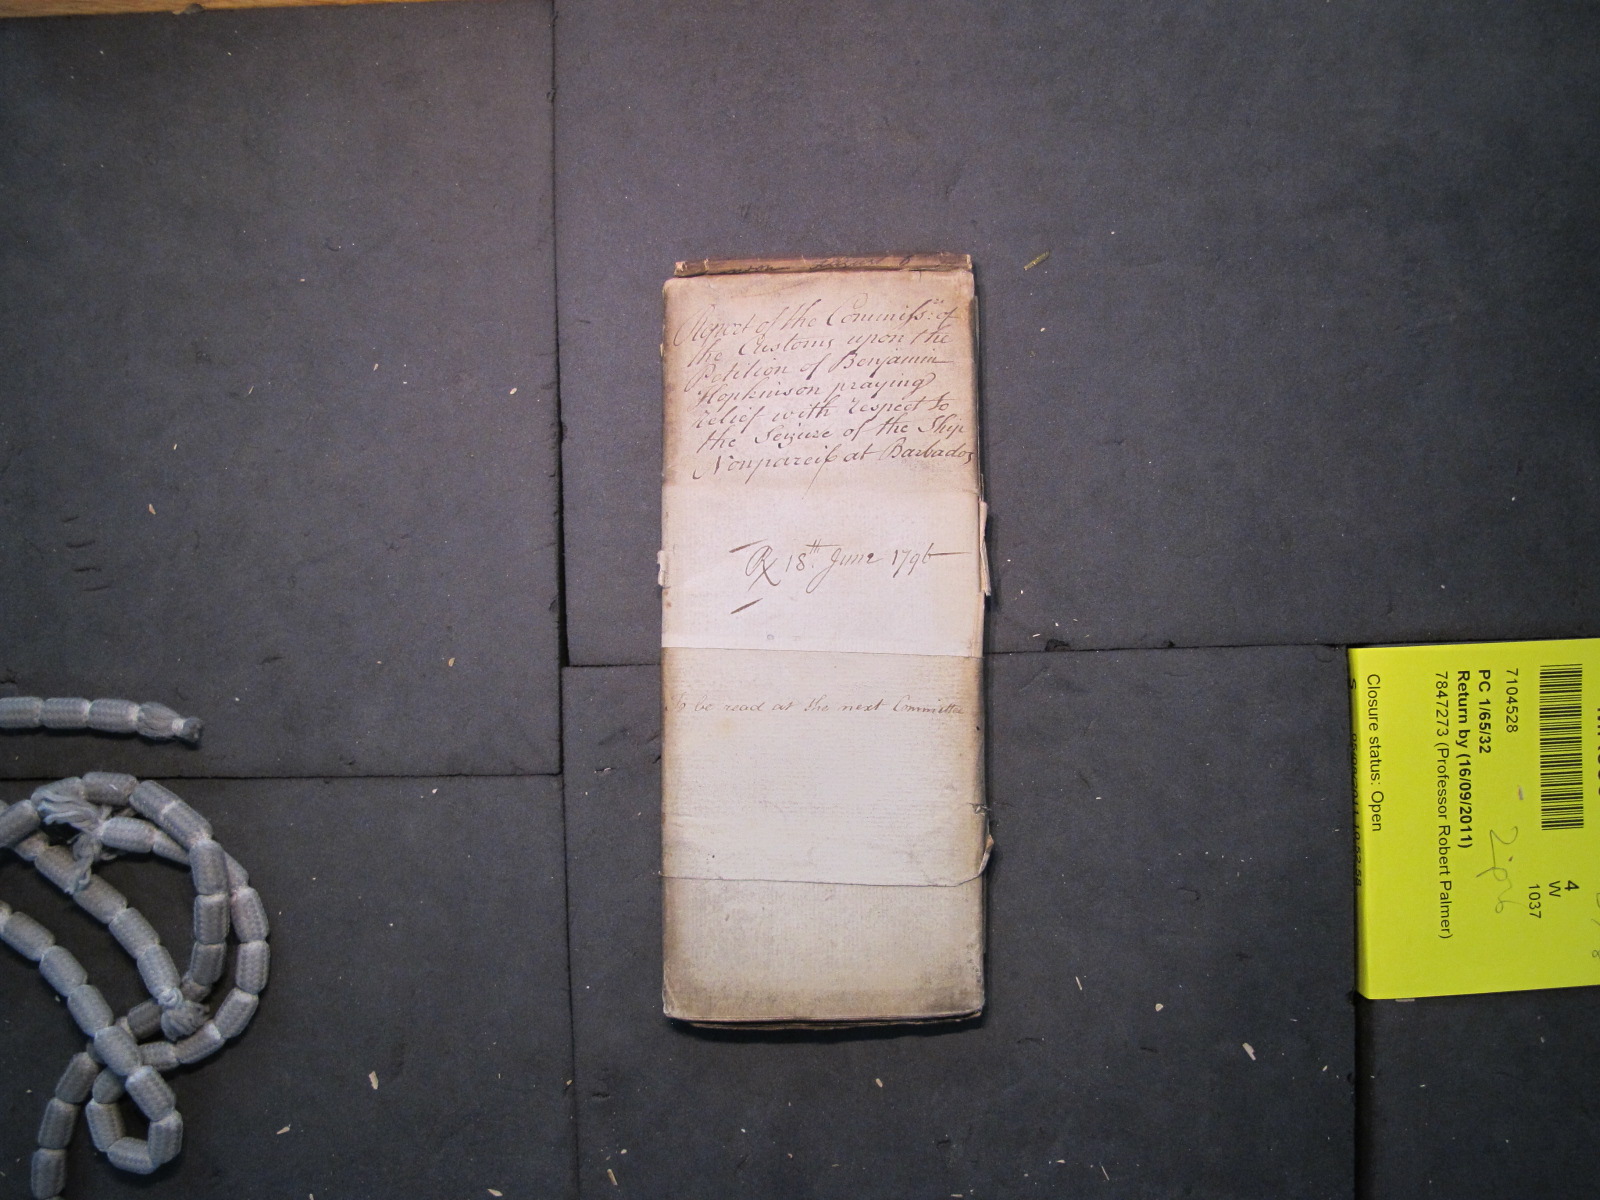 Report of the Commissrs: of
the Customs upon the
Petition of Benjamin
Hopkinson praying
relief with respect to
the Seizure of the Ship
Nonpareil at Barbados
Rx 18th June 1796
To be read at the next Committee
7104528
PC 1/65/32
Return by (16/09/2011)
7847273 (Professor Robert Palmer)
Closure status: Open
4
W
1037